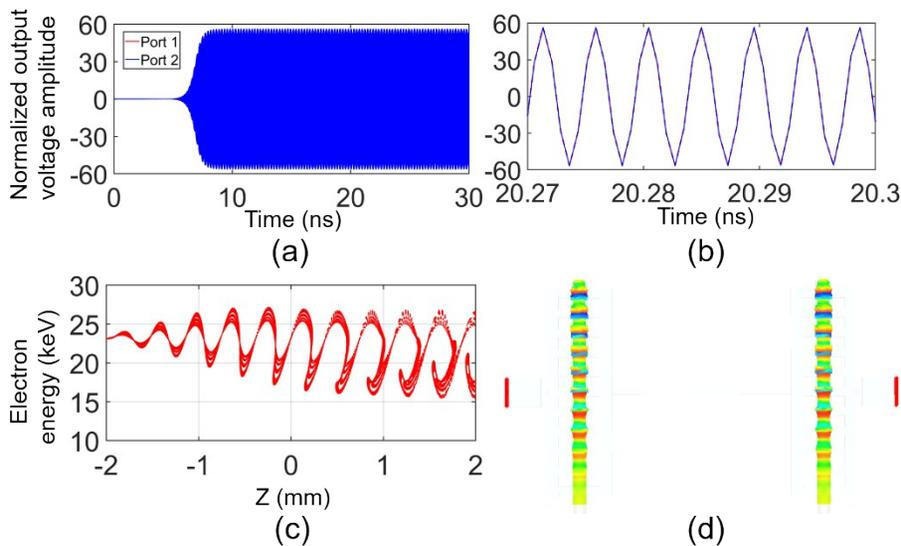 Normalized output
voltage amplitude
60
30
0
-30
-60
Port 1
Port 2
0
10
20
30
Time (ns)
(a)
60
30
0
-30
-60
20.27
20.28
20.29
20.3
Time (ns)
(b)
Electron
energy (keV)
30
25
20
15
10
-2
-1
0
1
2
Z (mm)
(c)
(d)